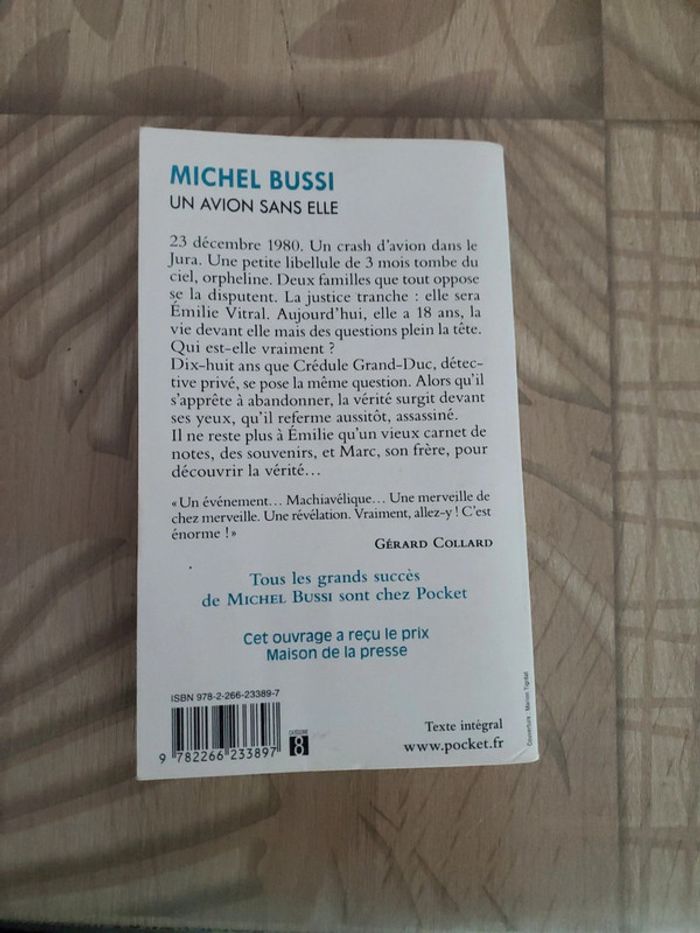 MICHEL BUSSI
UN AVION SANS ELLE
23 décembre 1980. Un crash d'avion dans le
Jura. Une petite libellule de 3 mois tombe du
ciel, orpheline. Deux familles que tout oppose
se la disputent. La justice tranche : elle sera
Émilie Vitral. Aujourd'hui, elle a 18 ans, la
vie devant elle mais des questions plein la tête.
Qui est-elle vraiment ?
Dix-huit ans que Crédule Grand-Duc, détec-
tive privé, se pose la même question. Alors qu'il
s'apprête à abandonner, la vérité surgit devant
ses yeux, qu'il referme aussitôt, assassiné.
Il ne reste plus à Émilie qu'un vieux carnet de
notes, des souvenirs, et Marc, son frère, pour
découvrir la vérité…
« Un événement… Machiavélique… Une merveille de
chez merveille. Une révélation. Vraiment, allez-y ! C'est
énorme ! »
GÉRARD COLLARD
Tous les grands succès
de MICHEL BUSSI sont chez Pocket
Cet ouvrage a reçu le prix
Maison de la presse
ISBN 978-2-266-23389-7
9 782266 233897
CATÉGORIE
8
Texte intégral
www.pocket.fr
Couverture : Marion Tigréat